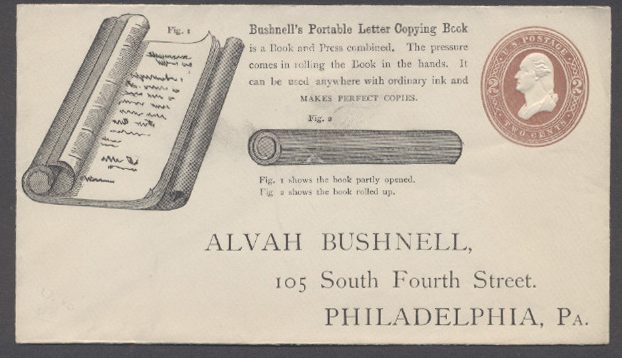 Fig. 1
Bushnell's Portable Letter Copying Book
is a Book and Press combined. The pressure
comes in rolling the Book in the hands. It
can be used anywhere with ordinary ink and
MAKES PERFECT COPIES.
U.S. POSTAGE
2 2
TWO CENTS
Fig. 2
Fig. 1 shows the book partly opened.
Fig. 2 shows the book rolled up.
ALVAH BUSHNELL,
105 South Fourth Street.
PHILADELPHIA, PA.